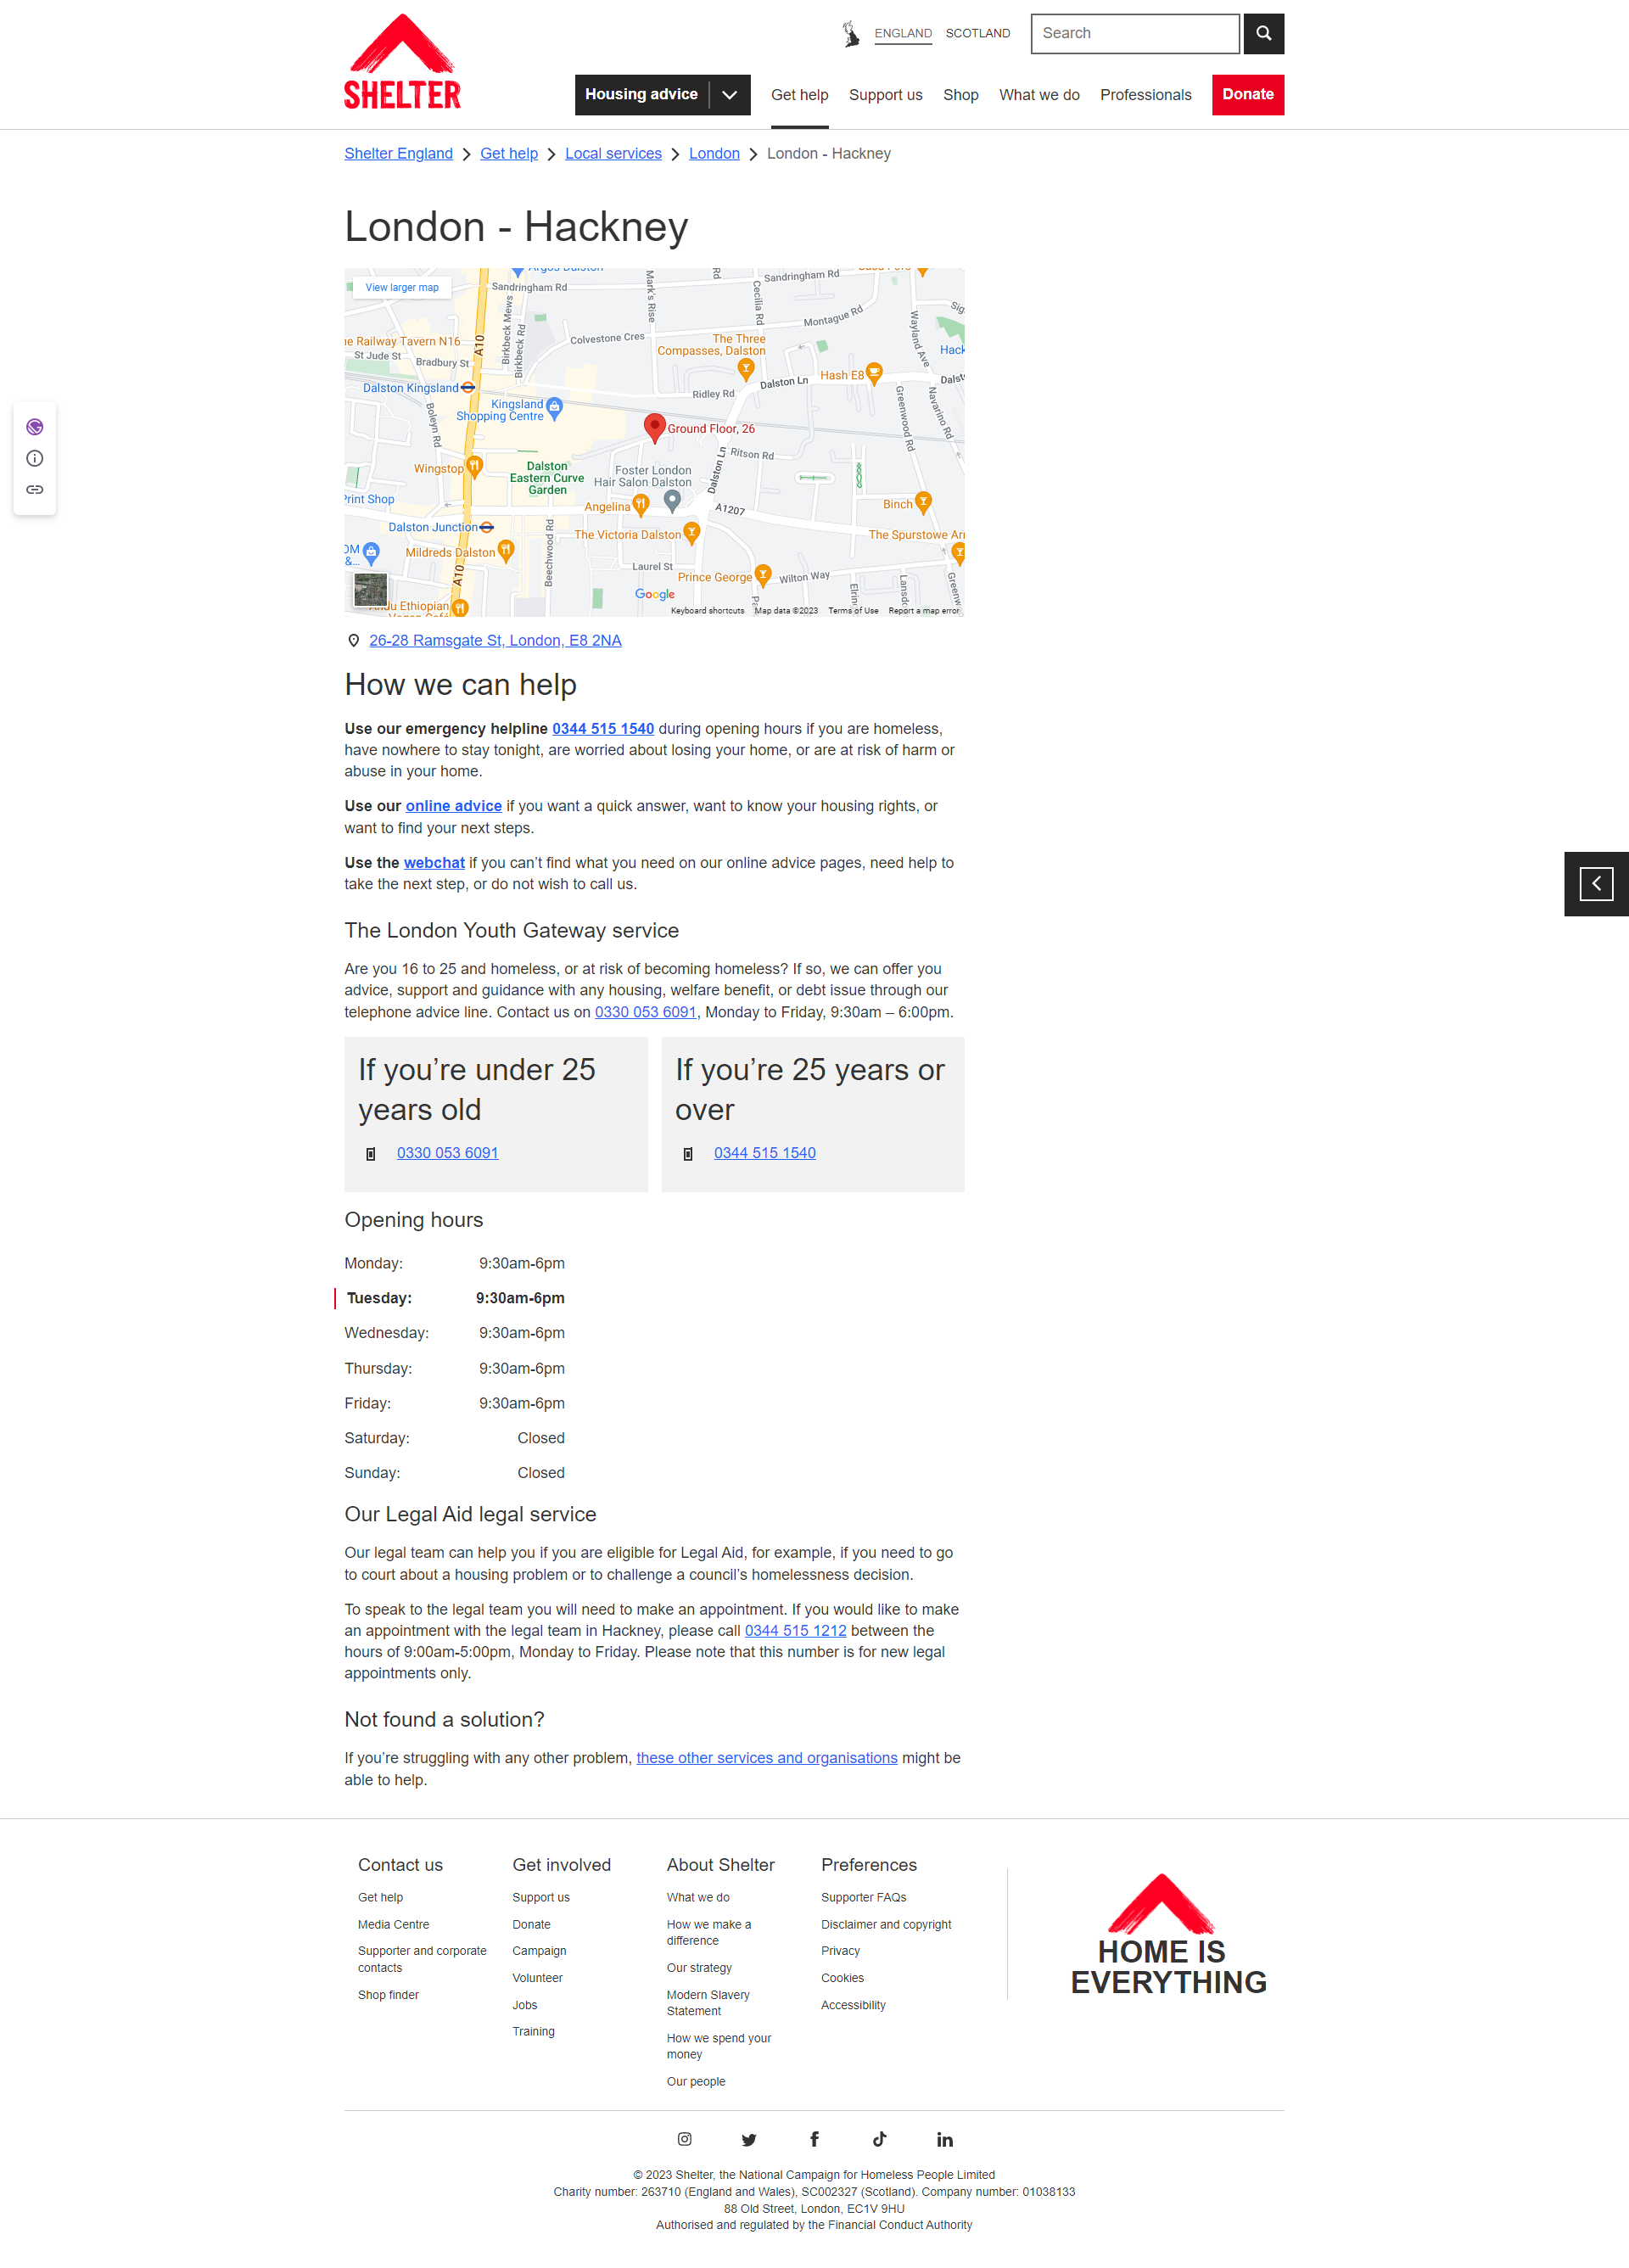 SHELTER
ENGLAND
SCOTLAND
Search
Housing advice
Get help
Support us
Shop
What we do
Professionals
Donate
Shelter England > Get help > Local services > London > London - Hackney
London - Hackney
View larger map
Sandringham Rd
Sandringham Rd
Birkbeck Mews
Birkbeck Rd
Mark's Rise
Cecilia Rd
Montague Rd
Wayland Ave
Colvestone Cres
The Three
Compasses, Dalston
Railway Tavern N16
St Jude St
Bradbury St
A10
Dalston Kingsland
Boleyn Rd
Kingsland
Shopping Centre
Ridley Rd
Dalston Ln
Hash E8
Greenwood Rd
Navarino Rd
Ground Floor, 26
Ritson Rd
Dalston Ln
Wingstop
Dalston
Eastern Curve
Garden
Foster London
Hair Salon Dalston
Print Shop
Angelina
A1207
Binch
Dalston Junction
The Victoria Dalston
The Spurstowe
Mildreds Dalston
Beechwood Rd
A10
Laurel St
Prince George
Wilton Way
Ethiopian
Google
Keyboard shortcuts
Map data ©2023
Terms of Use
Report a map error
26-28 Ramsgate St, London, E8 2NA
How we can help
Use our emergency helpline 0344 515 1540 during opening hours if you are homeless,
have nowhere to stay tonight, are worried about losing your home, or are at risk of harm or
abuse in your home.
Use our online advice if you want a quick answer, want to know your housing rights, or
want to find your next steps.
Use the webchat if you can’t find what you need on our online advice pages, need help to
take the next step, or do not wish to call us.
The London Youth Gateway service
Are you 16 to 25 and homeless, or at risk of becoming homeless? If so, we can offer you
advice, support and guidance with any housing, welfare benefit, or debt issue through our
telephone advice line. Contact us on 0330 053 6091, Monday to Friday, 9:30am – 6:00pm.
If you’re under 25
years old
0330 053 6091
If you’re 25 years or
over
0344 515 1540
Opening hours
Monday: 9:30am-6pm
Tuesday: 9:30am-6pm
Wednesday: 9:30am-6pm
Thursday: 9:30am-6pm
Friday: 9:30am-6pm
Saturday: Closed
Sunday: Closed
Our Legal Aid legal service
Our legal team can help you if you are eligible for Legal Aid, for example, if you need to go
to court about a housing problem or to challenge a council’s homelessness decision.
To speak to the legal team you will need to make an appointment. If you would like to make
an appointment with the legal team in Hackney, please call 0344 515 1212 between the
hours of 9:00am-5:00pm, Monday to Friday. Please note that this number is for new legal
appointments only.
Not found a solution?
If you’re struggling with any other problem, these other services and organisations might be
able to help.
Contact us
Get help
Media Centre
Supporter and corporate
contacts
Shop finder
Get involved
Support us
Donate
Campaign
Volunteer
Jobs
Training
About Shelter
What we do
How we make a
difference
Our strategy
Modern Slavery
Statement
How we spend your
money
Our people
Preferences
Supporter FAQs
Disclaimer and copyright
Privacy
Cookies
Accessibility
HOME IS
EVERYTHING
© 2023 Shelter, the National Campaign for Homeless People Limited
Charity number: 263710 (England and Wales), SC002327 (Scotland). Company number: 01038133
88 Old Street, London, EC1V 9HU
Authorised and regulated by the Financial Conduct Authority